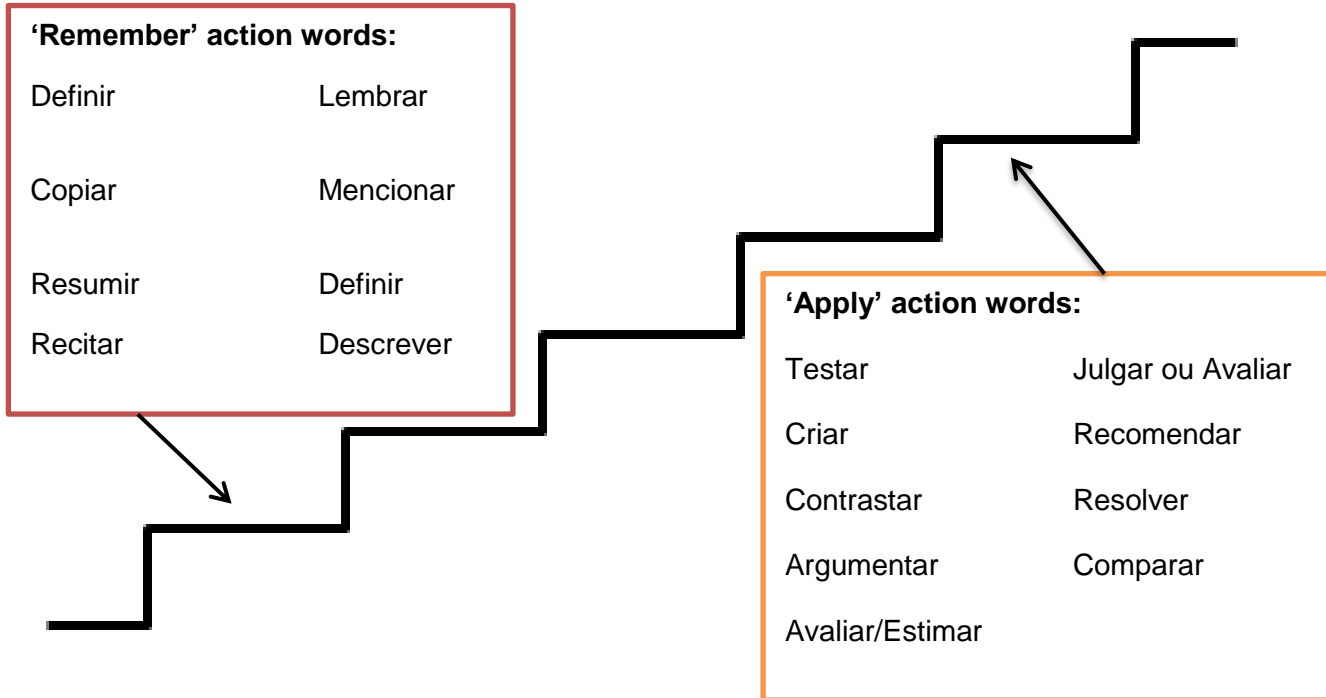 ‘Remember’ action words:
Definir Lembrar
Copiar Mencionar
Resumir Definir
Recitar Descrever
‘Apply’ action words:
Testar Julgar ou Avaliar
Criar Recomendar
Contrastar Resolver
Argumentar Comparar
Avaliar/Estimar